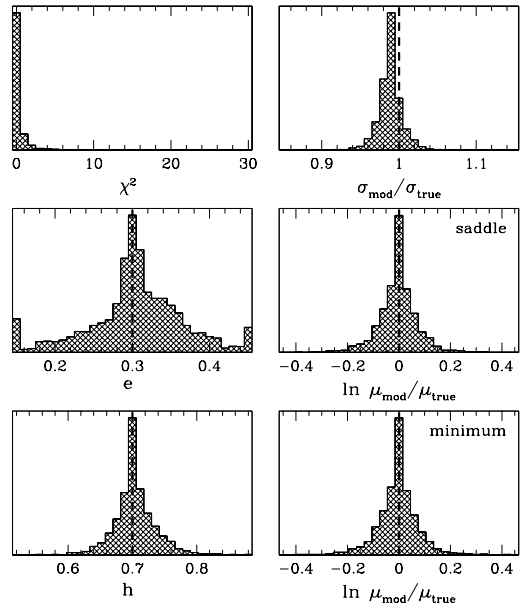 0 10 20 30
χ²
0.9 1 1.1
σmod/σtrue
0.2 0.3 0.4
e
saddle
−0.4 −0.2 0 0.2 0.4
ln μmod/μtrue
0.6 0.7 0.8
h
minimum
−0.4 −0.2 0 0.2 0.4
ln μmod/μtrue